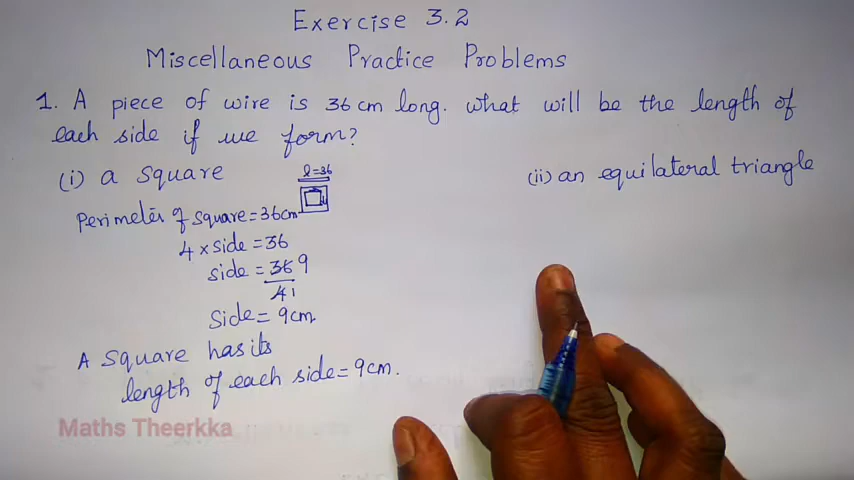 Exercise 3.2
Miscellaneous Practice Problems
1. A piece of wire is 36 cm long. what will be the length of
each side if we form?
(i) a square
l=36
Perimeter of square = 36cm
4 × side = 36
side = 36 9
4 1
Side = 9cm
A square has its
length of each side = 9cm.
(ii) an equilateral triangle
Maths Theerkka